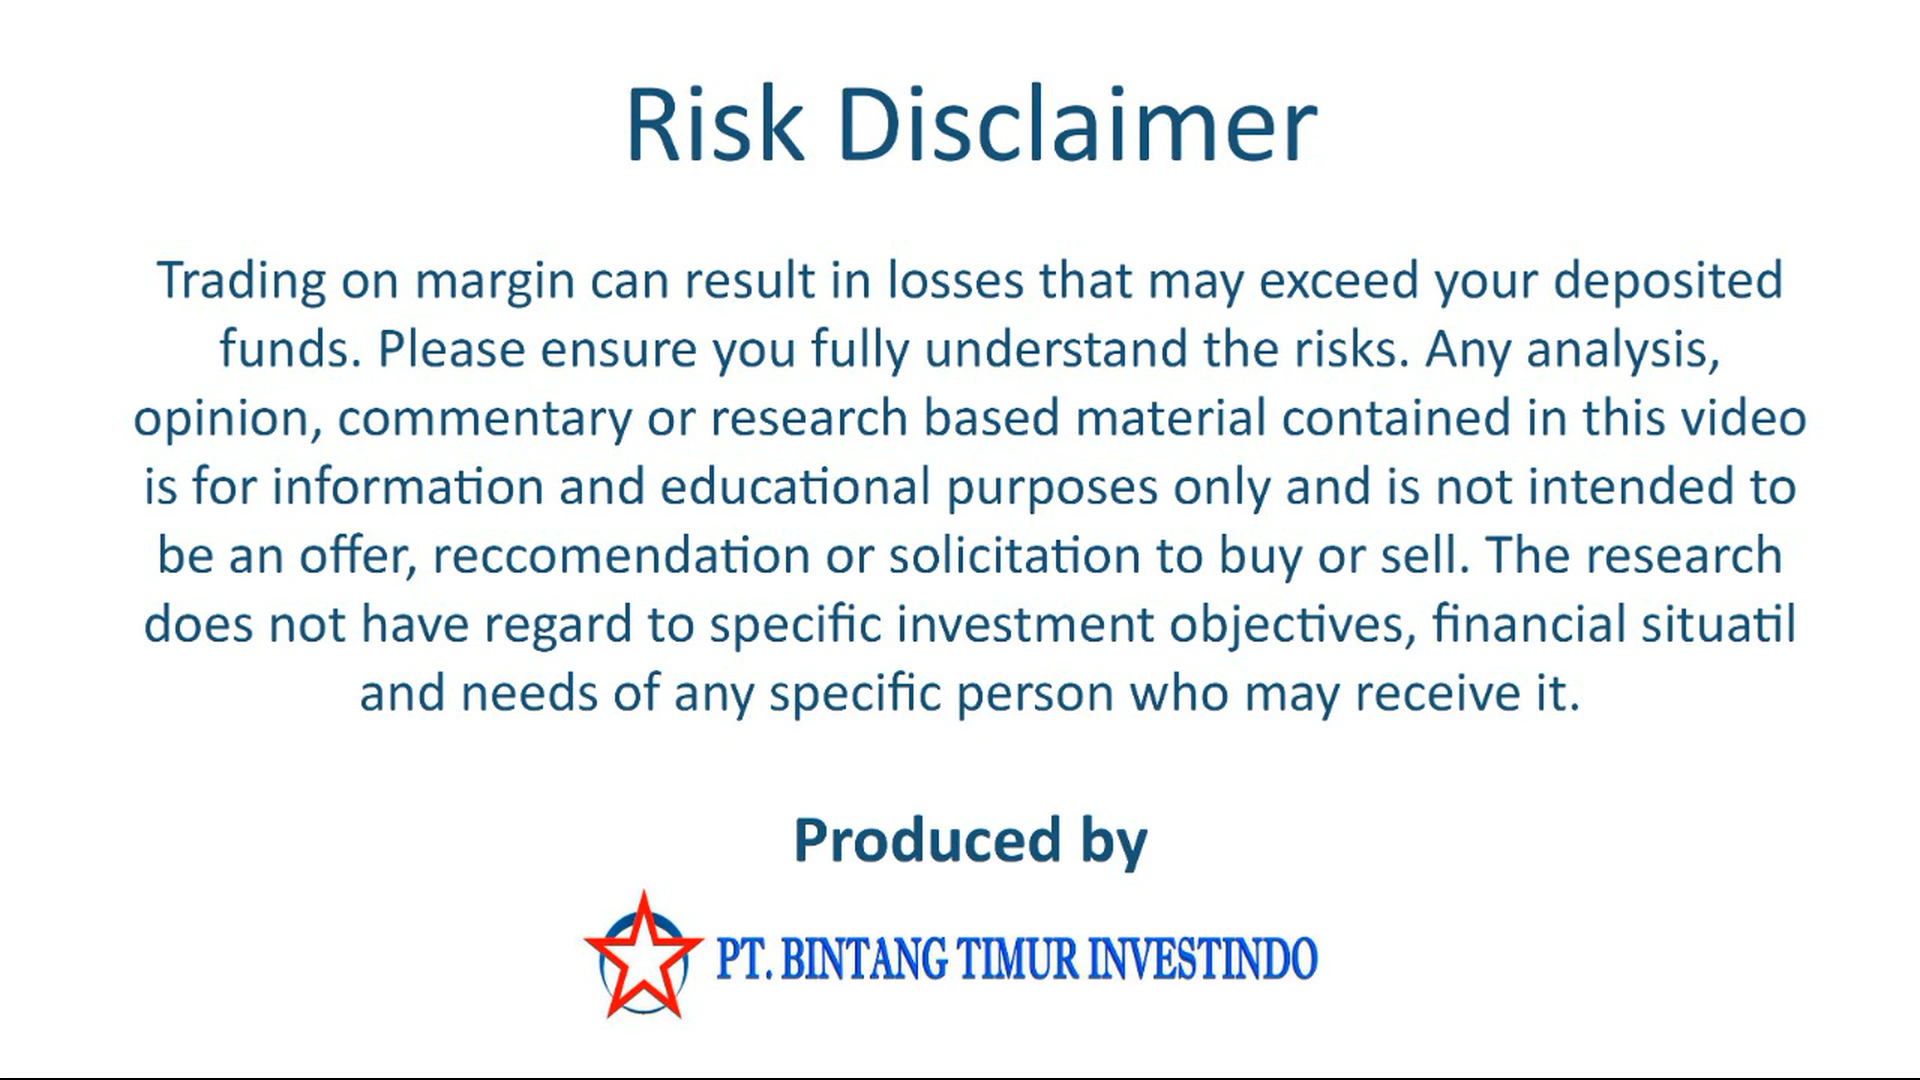 Risk Disclaimer
Trading on margin can result in losses that may exceed your deposited
funds. Please ensure you fully understand the risks. Any analysis,
opinion, commentary or research based material contained in this video
is for information and educational purposes only and is not intended to
be an offer, reccomendation or solicitation to buy or sell. The research
does not have regard to specific investment objectives, financial situatil
and needs of any specific person who may receive it.
Produced by
PT. BINTANG TIMUR INVESTINDO